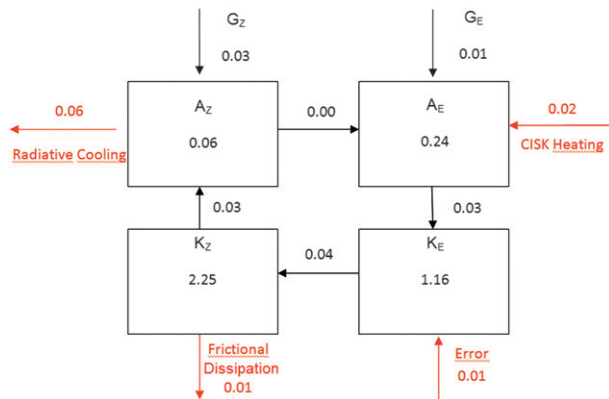 G_Z G_E
0.03 0.01
0.06 A_Z 0.00 A_E 0.02
Radiative Cooling 0.06 0.24 CISK Heating
0.03 0.03
K_Z 0.04 K_E
2.25 1.16
Frictional Error
Dissipation 0.01
0.01